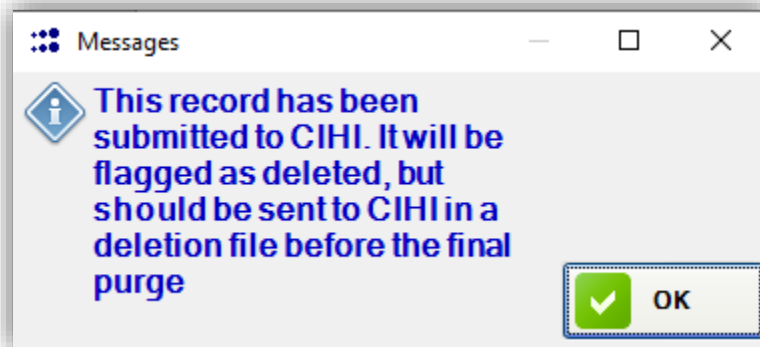 Messages
This record has been
submitted to CIHI. It will be
flagged as deleted, but
should be sent to CIHI in a
deletion file before the final
purge
OK